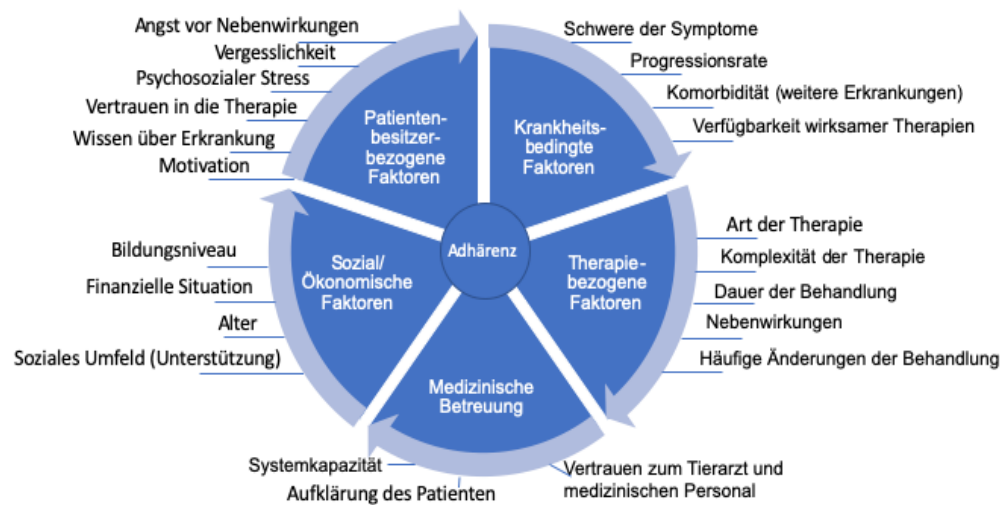 Angst vor Nebenwirkungen
Vergesslichkeit
Psychosozialer Stress
Vertrauen in die Therapie
Wissen über Erkrankung
Motivation
Patienten-
besitzer-
bezogene
Faktoren
Schwere der Symptome
Progressionsrate
Komorbidität (weitere Erkrankungen)
Verfügbarkeit wirksamer Therapien
Krankheits-
bedingte
Faktoren
Adhärenz
Bildungsniveau
Finanzielle Situation
Alter
Soziales Umfeld (Unterstützung)
Sozial/
Ökonomische
Faktoren
Therapie-
bezogene
Faktoren
Art der Therapie
Komplexität der Therapie
Dauer der Behandlung
Nebenwirkungen
Häufige Änderungen der Behandlung
Medizinische
Betreuung
Systemkapazität
Aufklärung des Patienten
Vertrauen zum Tierarzt und
medizinischen Personal